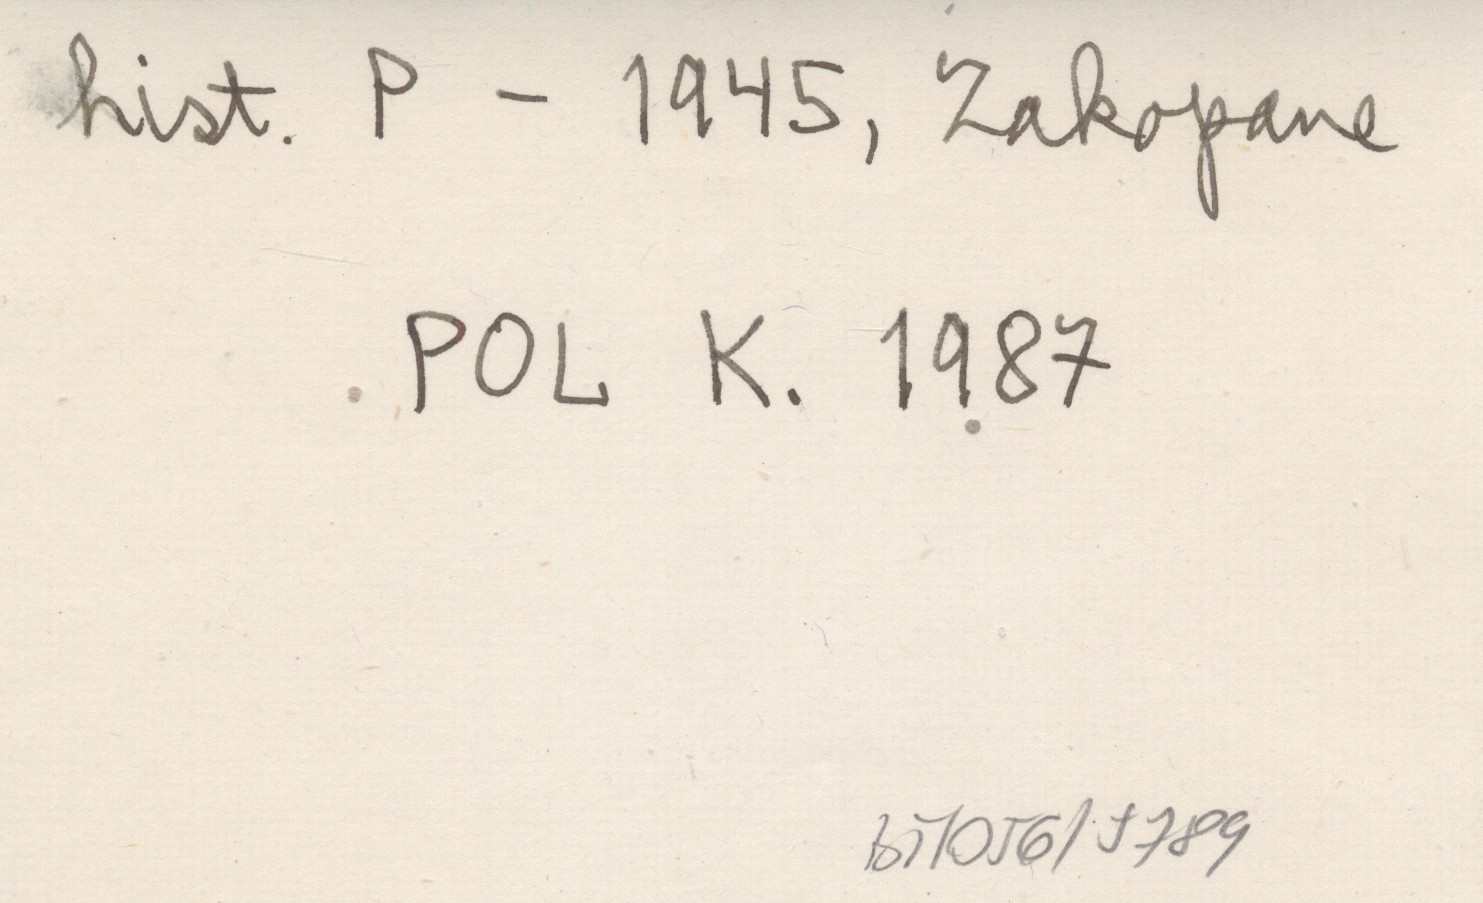 hist. P - 1945, Zakopane
POL K. 1987